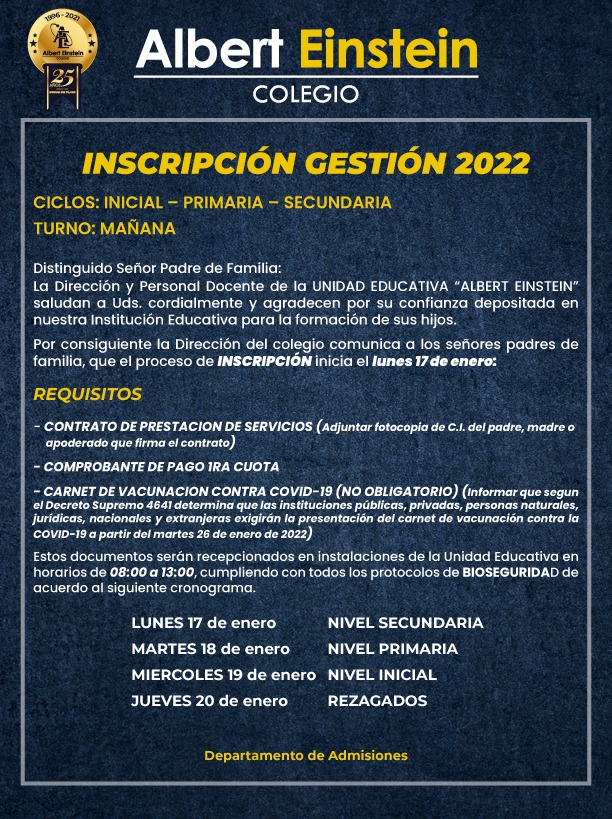 1996 - 2021
Albert Einstein
COLEGIO
25
AÑOS
Albert Einstein
COLEGIO
INSCRIPCIÓN GESTIÓN 2022
CICLOS: INICIAL – PRIMARIA – SECUNDARIA
TURNO: MAÑANA
Distinguido Señor Padre de Familia:
La Dirección y Personal Docente de la UNIDAD EDUCATIVA “ALBERT EINSTEIN”
saludan a Uds. cordialmente y agradecen por su confianza depositada en
nuestra Institución Educativa para la formación de sus hijos.
Por consiguiente la Dirección del colegio comunica a los señores padres de
familia, que el proceso de INSCRIPCIÓN inicia el lunes 17 de enero:
REQUISITOS
- CONTRATO DE PRESTACION DE SERVICIOS (Adjuntar fotocopia de C.I. del padre, madre o
apoderado que firma el contrato)
- COMPROBANTE DE PAGO 1RA CUOTA
- CARNET DE VACUNACION CONTRA COVID-19 (NO OBLIGATORIO) (Informar que segun
el Decreto Supremo 4641 determina que las instituciones públicas, privadas, personas naturales,
jurídicas, nacionales y extranjeras exigirán la presentación del carnet de vacunación contra la
COVID-19 a partir del martes 26 de enero de 2022)
Estos documentos serán recepcionados en instalaciones de la Unidad Educativa en
horarios de 08:00 a 13:00, cumpliendo con todos los protocolos de BIOSEGURIDAD de
acuerdo al siguiente cronograma.
LUNES 17 de enero NIVEL SECUNDARIA
MARTES 18 de enero NIVEL PRIMARIA
MIERCOLES 19 de enero NIVEL INICIAL
JUEVES 20 de enero REZAGADOS
Departamento de Admisiones